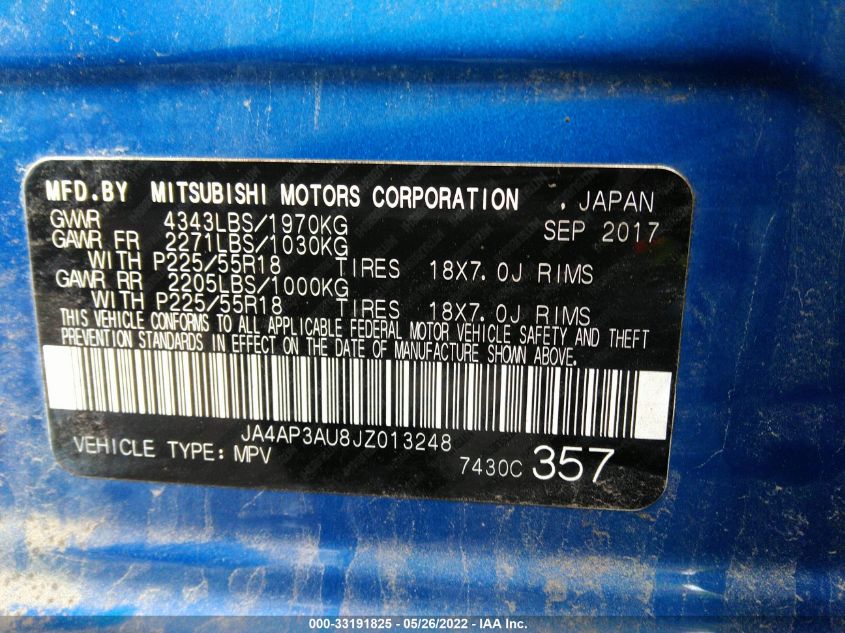 MFD.BY MITSUBISHI MOTORS CORPORATION . JAPAN
GVWR 4343LBS/1970KG SEP 2017
GAWR FR 2271LBS/1030KG
WITH P225/55R18 TIRES 18X7.0J RIMS
GAWR RR 2205LBS/1000KG
WITH P225/55R18 TIRES 18X7.0J RIMS
THIS VEHICLE CONFORMS TO ALL APPLICABLE FEDERAL MOTOR VEHICLE SAFETY AND THEFT
PREVENTION STANDARDS IN EFFECT ON THE DATE OF MANUFACTURE SHOWN ABOVE.
JA4AP3AU8JZ013248
VEHICLE TYPE: MPV 7430C 357
000-33191825 - 05/26/2022 - IAA Inc.